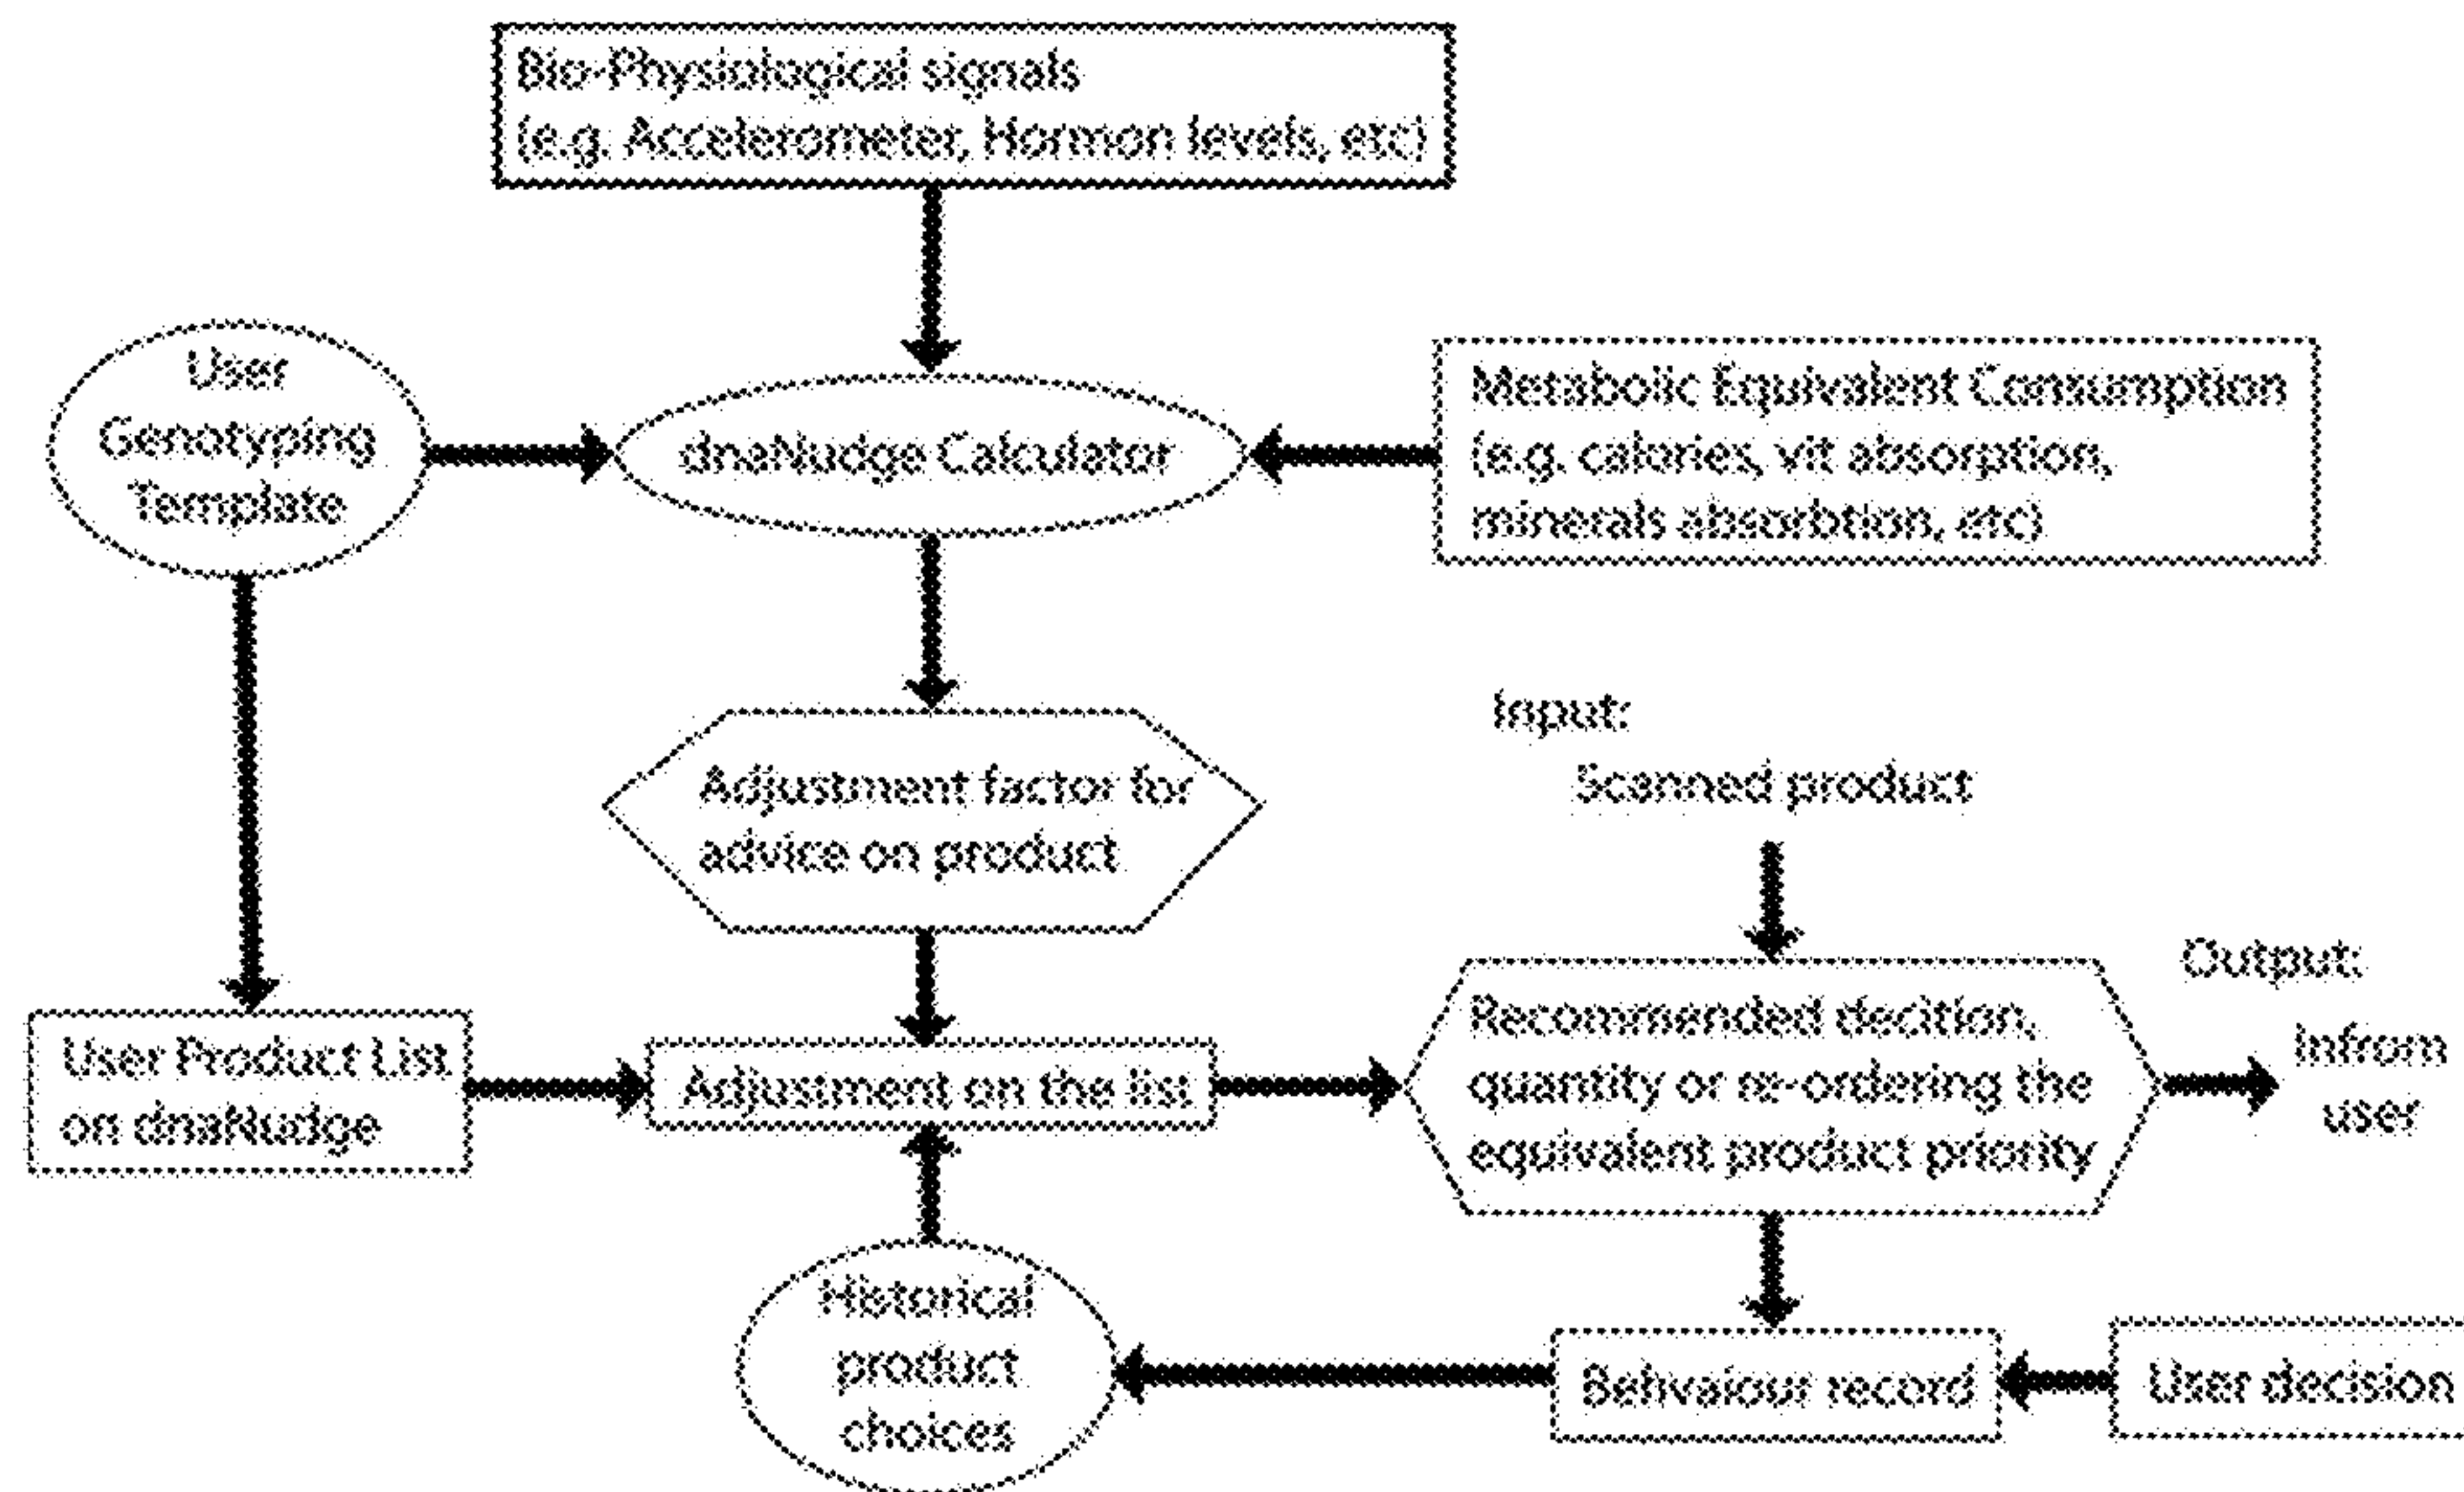 Bio-Physiological signals
(e.g. Accelerometer, Hormon levels, etc)
User
Genotyping
Template
dnaNudge Calculator
Metabolic Equivalent Consumption
(e.g. calories, vit absorption,
minerals absorbtion, etc)
Adjustment factor for
advice on product
Input:
Scanned product
User Product List
on dnaNudge
Adjustment on the list
Recommended decition,
quantity or re-ordering the
equivalent product priority
Output:
Infrom
user
Historical
product
choices
Behvaiour record
User decision